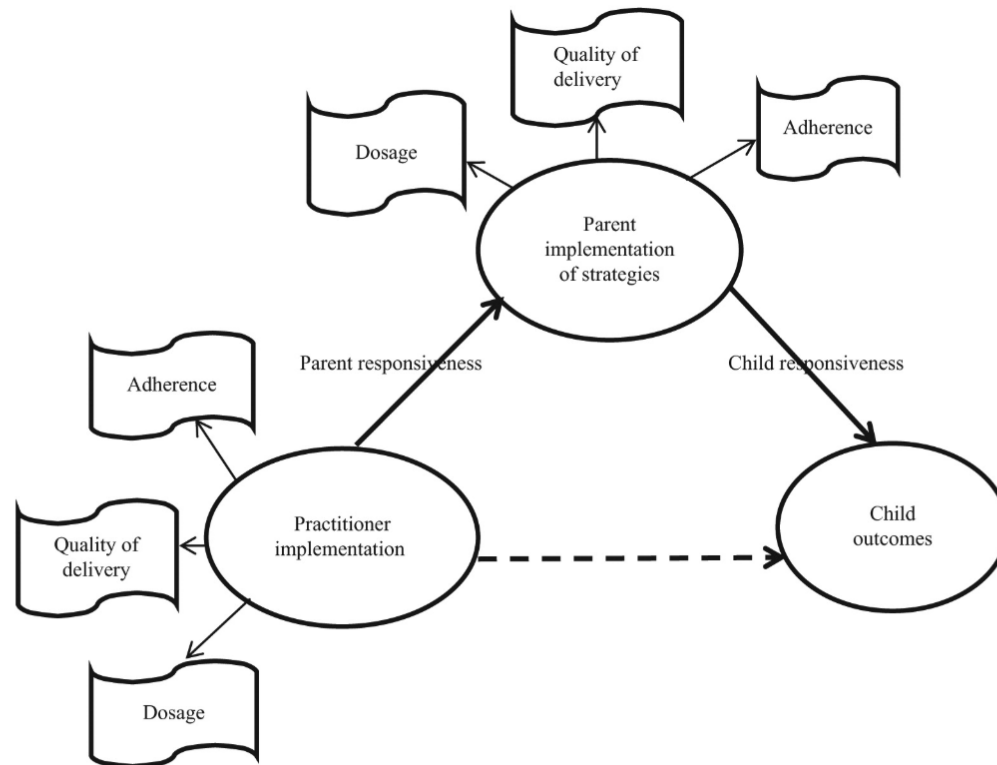 Quality of
delivery
Adherence
Dosage
Parent
implementation
of strategies
Parent responsiveness
Child responsiveness
Adherence
Practitioner
implementation
Child
outcomes
Quality of
delivery
Dosage